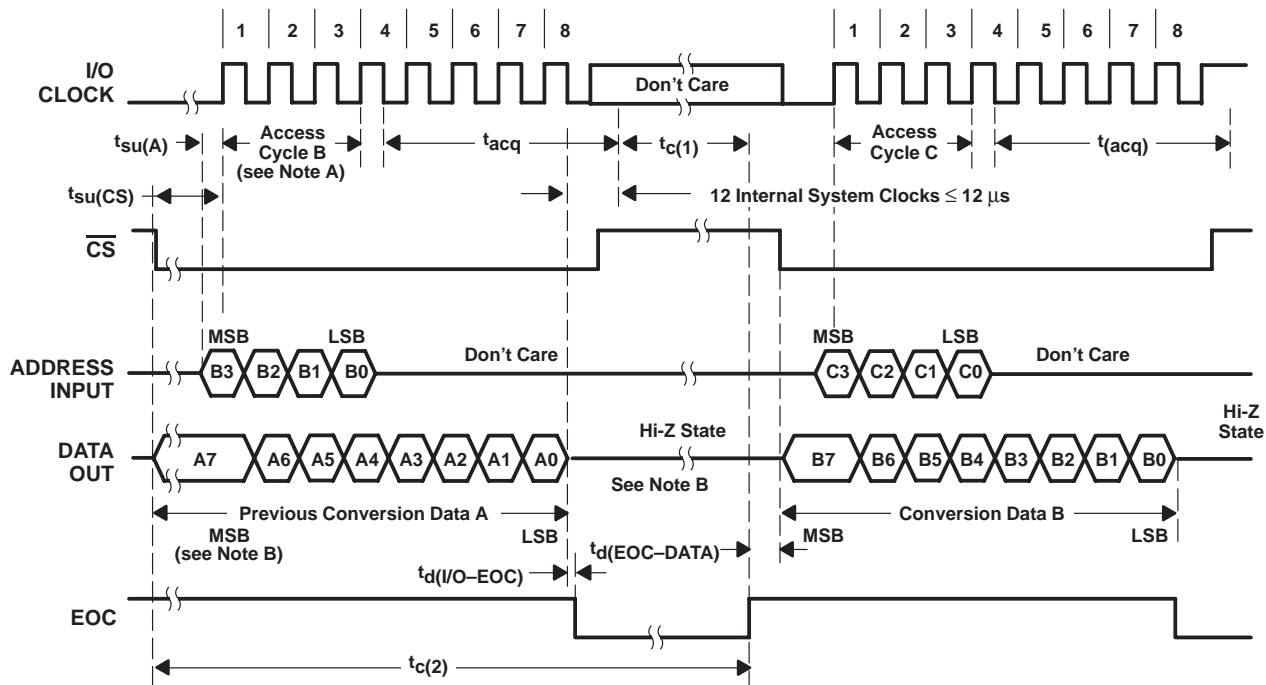 1 2 3 4 5 6 7 8 1 2 3 4 5 6 7 8
I/O
CLOCK
Don't Care
tsu(A)
Access
Cycle B
(see Note A)
tacq
tc(1)
Access
Cycle C
t(acq)
tsu(CS)
12 Internal System Clocks ≤ 12 μs
CS
MSB LSB MSB LSB
ADDRESS
INPUT
B3 B2 B1 B0 Don't Care C3 C2 C1 C0 Don't Care
DATA
OUT
A7 A6 A5 A4 A3 A2 A1 A0
Hi-Z State
See Note B
B7 B6 B5 B4 B3 B2 B1 B0
Hi-Z
State
Previous Conversion Data A
Conversion Data B
MSB
(see Note B)
LSB
td(EOC–DATA)
MSB LSB
td(I/O–EOC)
EOC
tc(2)